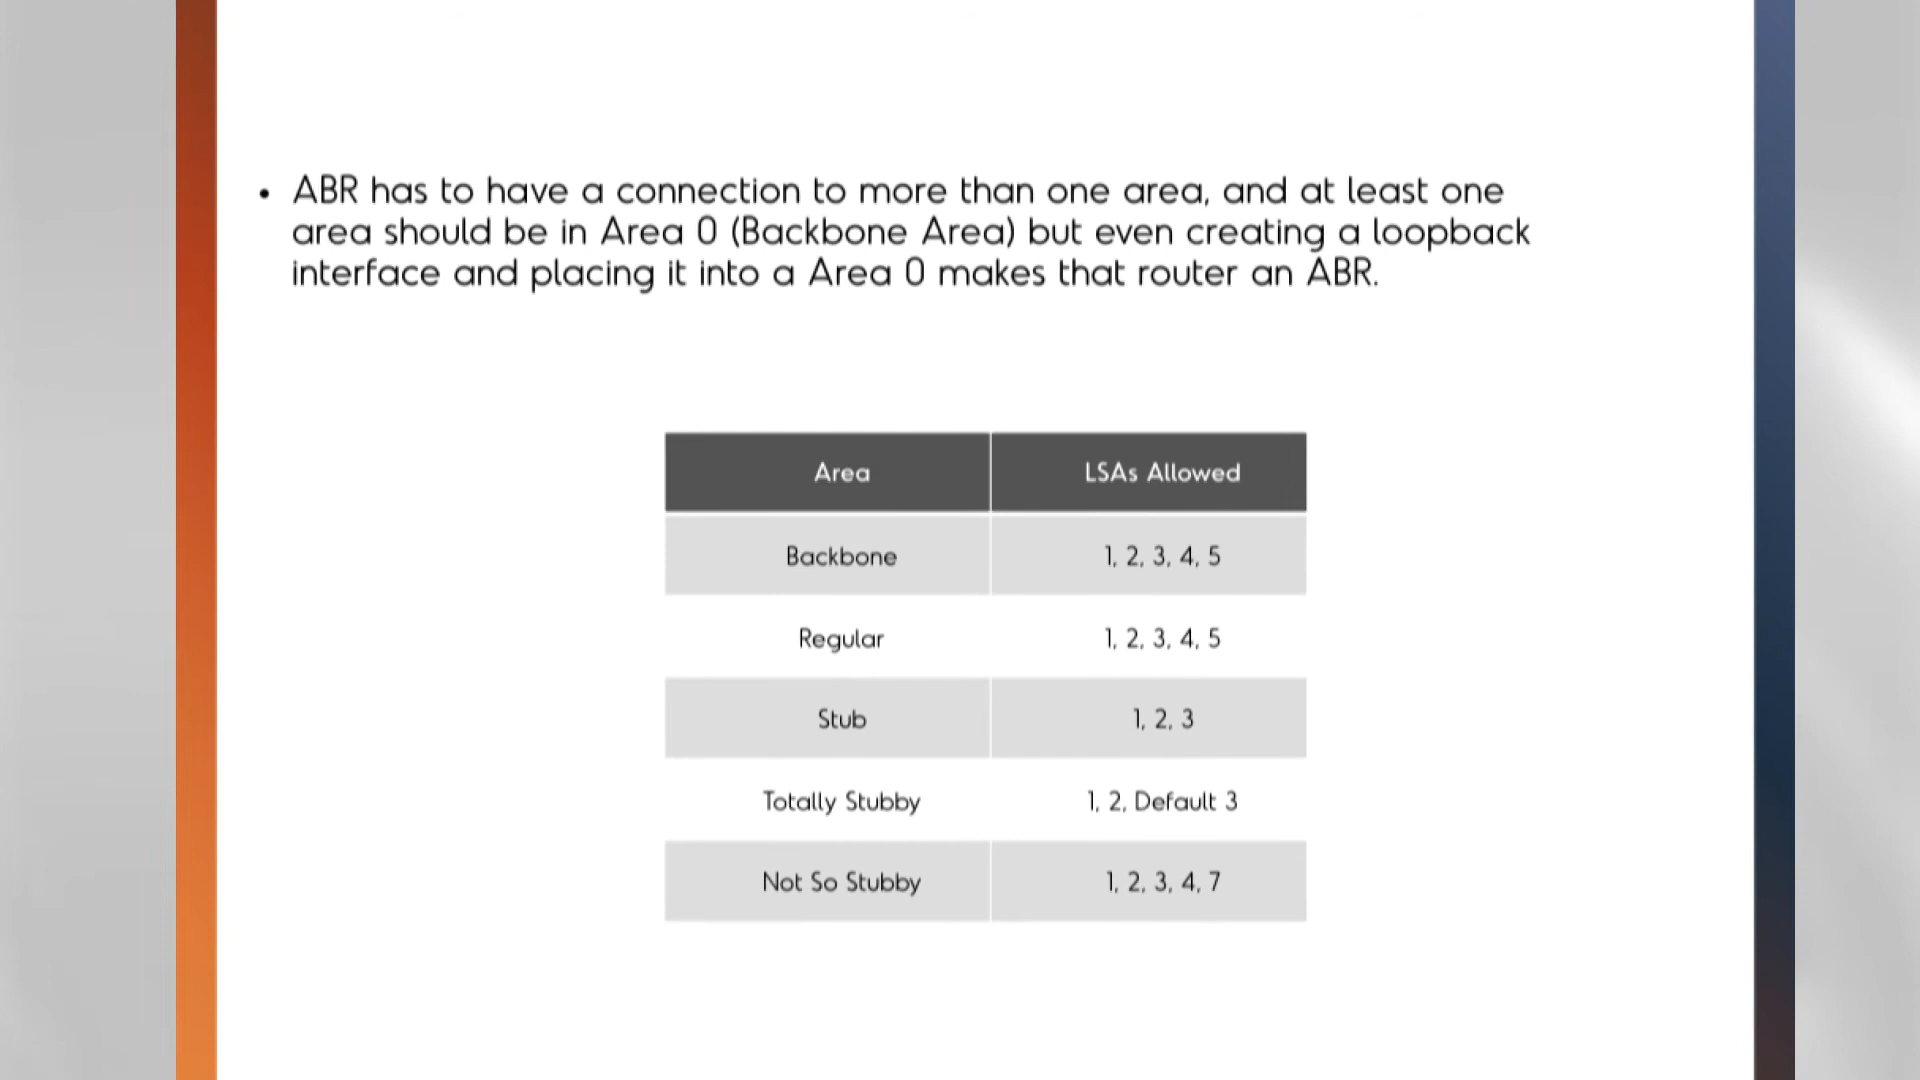 • ABR has to have a connection to more than one area, and at least one
area should be in Area 0 (Backbone Area) but even creating a loopback
interface and placing it into a Area 0 makes that router an ABR.
Area LSAs Allowed
Backbone 1, 2, 3, 4, 5
Regular 1, 2, 3, 4, 5
Stub 1, 2, 3
Totally Stubby 1, 2, Default 3
Not So Stubby 1, 2, 3, 4, 7